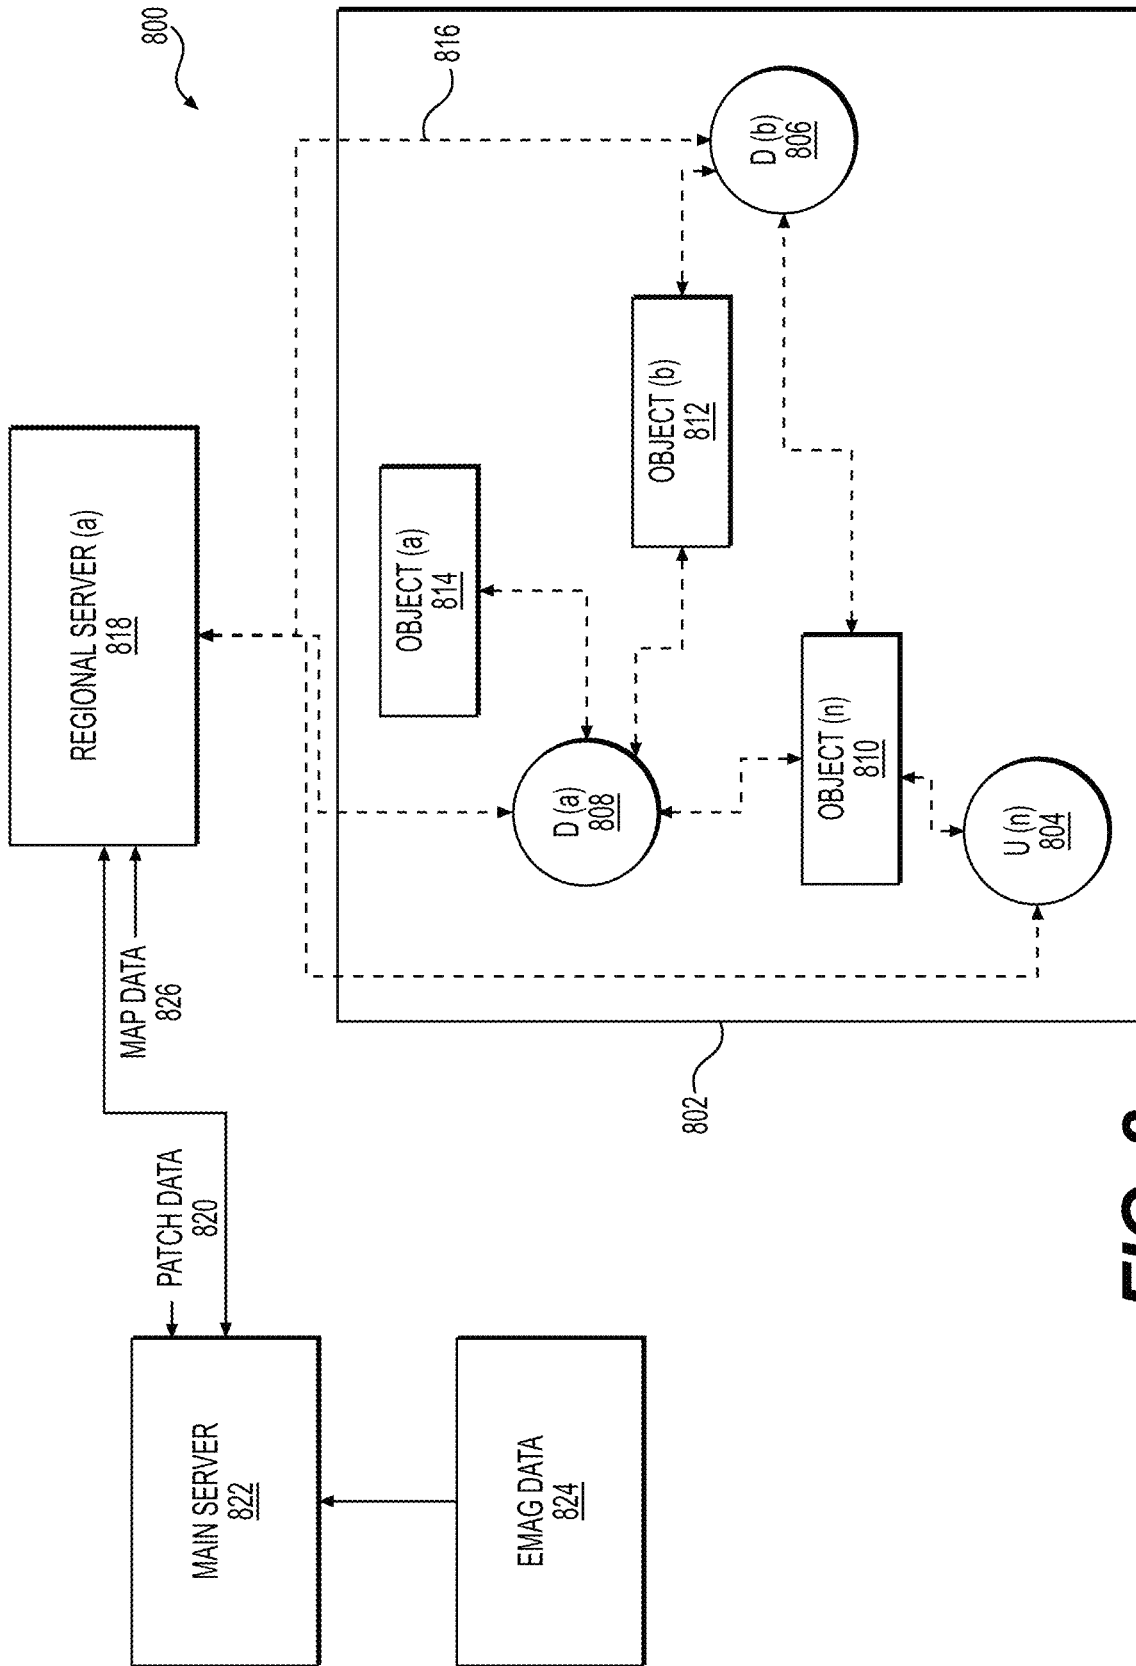 REGIONAL SERVER (a)
818
800
MAP DATA
826
PATCH DATA
820
MAIN SERVER
822
816
OBJECT (a)
814
EMAG DATA
824
D (a)
808
OBJECT (b)
812
802
D (b)
806
OBJECT (n)
810
U (n)
804
FIG.